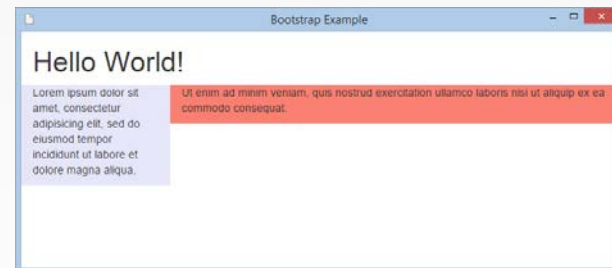 Bootstrap Example
Hello World!
Lorem ipsum dolor sit
amet, consectetur
adipisicing elit, sed do
eiusmod tempor
incididunt ut labore et
dolore magna aliqua.
Ut enim ad minim veniam, quis nostrud exercitation ullamco laboris nisi ut aliquip ex ea
commodo consequat.